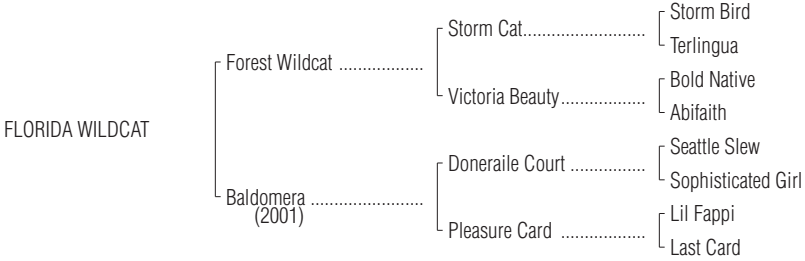 Storm Bird
Storm Cat..........................
Terlingua
Forest Wildcat ..................
Bold Native
Victoria Beauty..................
Abifaith
FLORIDA WILDCAT
Seattle Slew
Doneraile Court ................
Sophisticated Girl
Baldomera ........................
(2001)
Lil Fappi
Pleasure Card ..................
Last Card